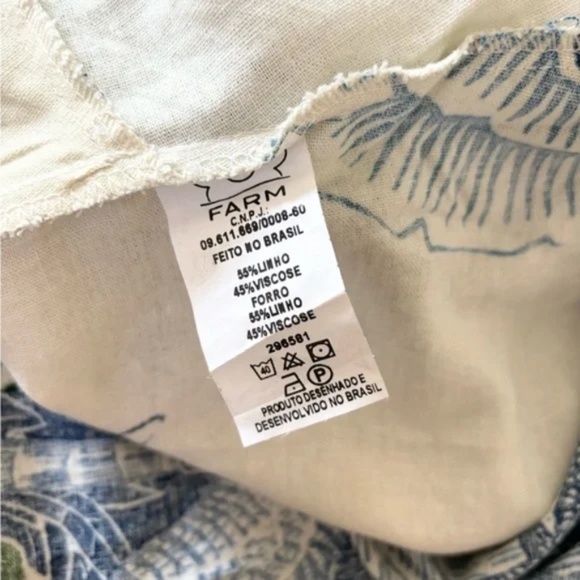 FARM
C.N.P.J.:
09.611.669/0008-60
FEITO NO BRASIL
55%LINHO
45%VISCOSE
FORRO
55%LINHO
45%VISCOSE
296581
40
P
PRODUTO DESENHADO E
DESENVOLVIDO NO BRASIL